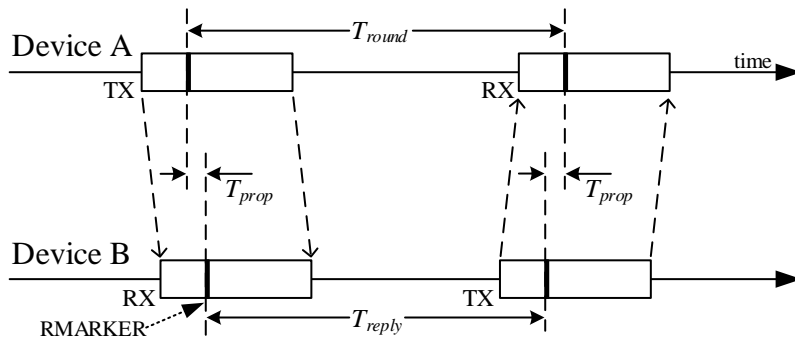 T_round
Device A
time
TX
RX
T_prop
T_prop
Device B
RX
TX
RMARKER
T_reply